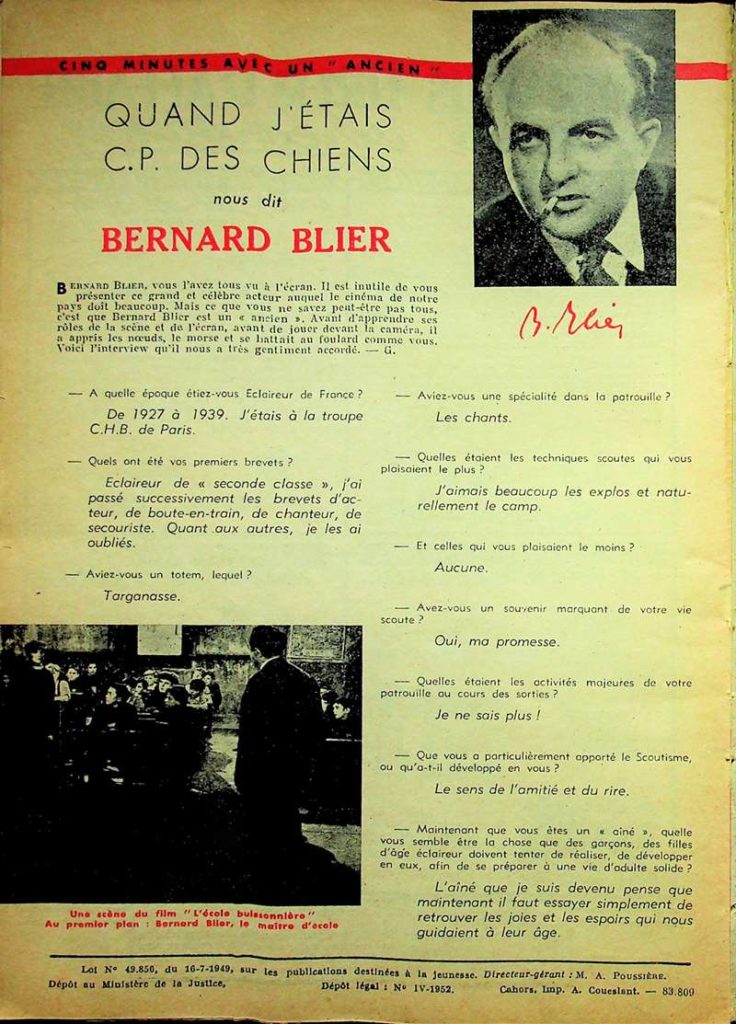 CINQ MINUTES AVEC UN "ANCIEN"
QUAND J'ÉTAIS
C.P. DES CHIENS
nous dit
BERNARD BLIER
BERNARD BLIER, vous l'avez tous vu à l'écran. Il est inutile de vous
présenter ce grand et célèbre acteur auquel le cinéma de notre
pays doit beaucoup. Mais ce que vous ne savez peut-être pas tous,
c'est que Bernard Blier est un « ancien ». Avant d'apprendre ses
rôles de la scène et de l'écran, avant de jouer devant la caméra, il
a appris les nœuds, le morse et se battait au foulard comme vous.
Voici l'interview qu'il nous a très gentiment accordé. — G.
B. Blier
— A quelle époque étiez-vous Eclaireur de France ?
De 1927 à 1939. J'étais à la troupe
C.H.B. de Paris.
— Quels ont été vos premiers brevets ?
Eclaireur de « seconde classe », j'ai
passé successivement les brevets d'ac-
teur, de boute-en-train, de chanteur, de
secouriste. Quant aux autres, je les ai
oubliés.
— Aviez-vous un totem, lequel ?
Targanasse.
Une scène du film "L'école buissonnière"
Au premier plan : Bernard Blier, le maître d'école
— Aviez-vous une spécialité dans la patrouille ?
Les chants.
— Quelles étaient les techniques scoutes qui vous
plaisaient le plus ?
J'aimais beaucoup les explos et natu-
rellement le camp.
— Et celles qui vous plaisaient le moins ?
Aucune.
— Avez-vous un souvenir marquant de votre vie
scoute ?
Oui, ma promesse.
— Quelles étaient les activités majeures de votre
patrouille au cours des sorties ?
Je ne sais plus !
— Que vous a particulièrement apporté le Scoutisme,
ou qu'a-t-il développé en vous ?
Le sens de l'amitié et du rire.
— Maintenant que vous êtes un « aîné », quelle
vous semble être la chose que des garçons, des filles
d'âge éclaireur doivent tenter de réaliser, de développer
en eux, afin de se préparer à une vie d'adulte solide ?
L'aîné que je suis devenu pense que
maintenant il faut essayer simplement de
retrouver les joies et les espoirs qui nous
guidaient à leur âge.
Loi N° 49.856, du 16-7-1949, sur les publications destinées à la jeunesse. Directeur-gérant : M. A. POUSSIÈRE.
Dépôt au Ministère de la Justice, Dépôt légal : N° IV-1952. Cahors, Imp. A. Coueslant. — 83.809